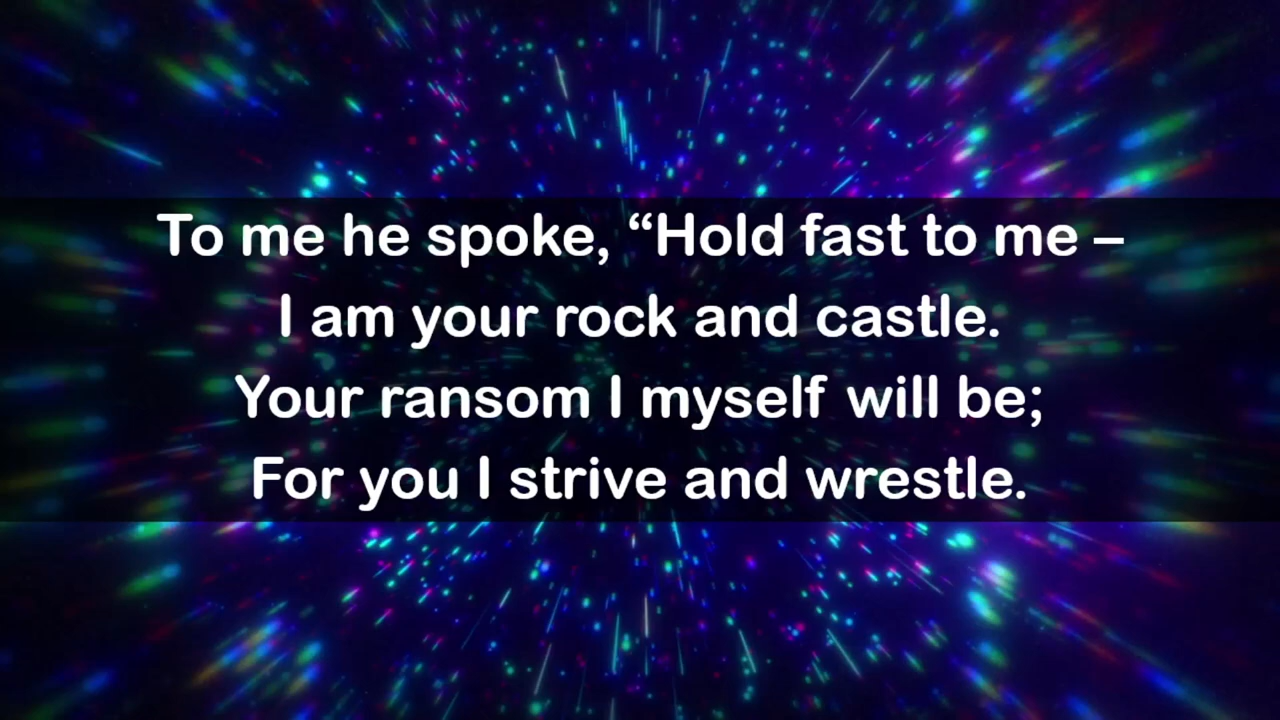 To me he spoke, “Hold fast to me –
I am your rock and castle.
Your ransom I myself will be;
For you I strive and wrestle.